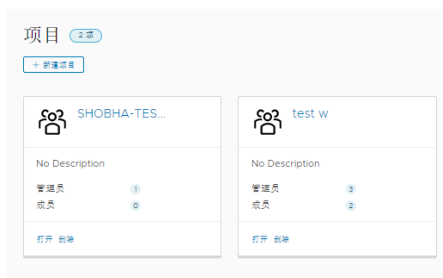 项目 2 项
+ 新建项目
SHOBHA-TES...
No Description
管理员 1
成员 0
打开 删除
test w
No Description
管理员 3
成员 2
打开 删除